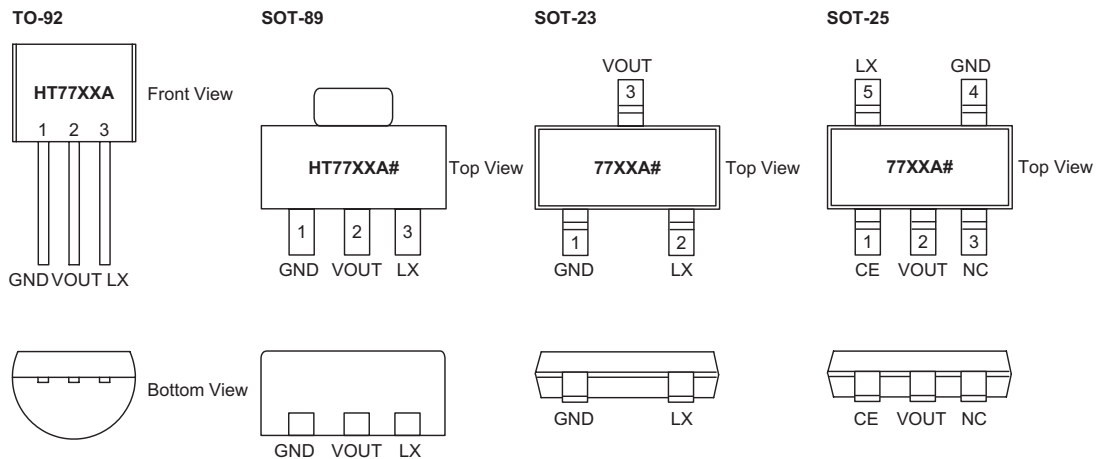 TO-92
SOT-89
SOT-23
SOT-25
HT77XXA
1 2 3
Front View
GND VOUT LX
Bottom View
HT77XXA#
Top View
1 2 3
GND VOUT LX
GND VOUT LX
VOUT
3
77XXA#
Top View
1 2
GND LX
GND LX
LX GND
5 4
77XXA#
Top View
1 2 3
CE VOUT NC
CE VOUT NC